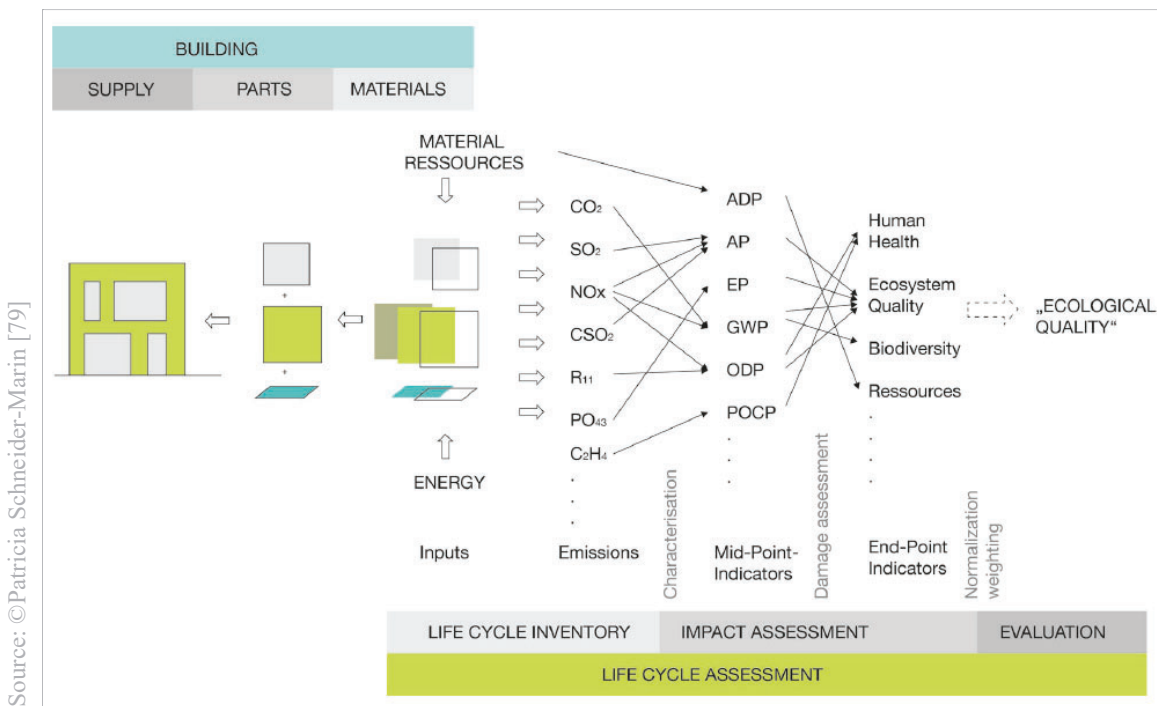 Source: ©Patricia Schneider-Marin [79]
BUILDING
SUPPLY PARTS MATERIALS
MATERIAL
RESSOURCES
ENERGY
Inputs
CO₂
SO₂
NOx
CSO₂
R₁₁
PO₄₃
C₂H₄
Emissions
Characterisation
ADP
AP
EP
GWP
ODP
POCP
Mid-Point-
Indicators
Damage assessment
Human
Health
Ecosystem
Quality
Biodiversity
Ressources
End-Point
Indicators
Normalization
weighting
„ECOLOGICAL
QUALITY“
LIFE CYCLE INVENTORY IMPACT ASSESSMENT EVALUATION
LIFE CYCLE ASSESSMENT